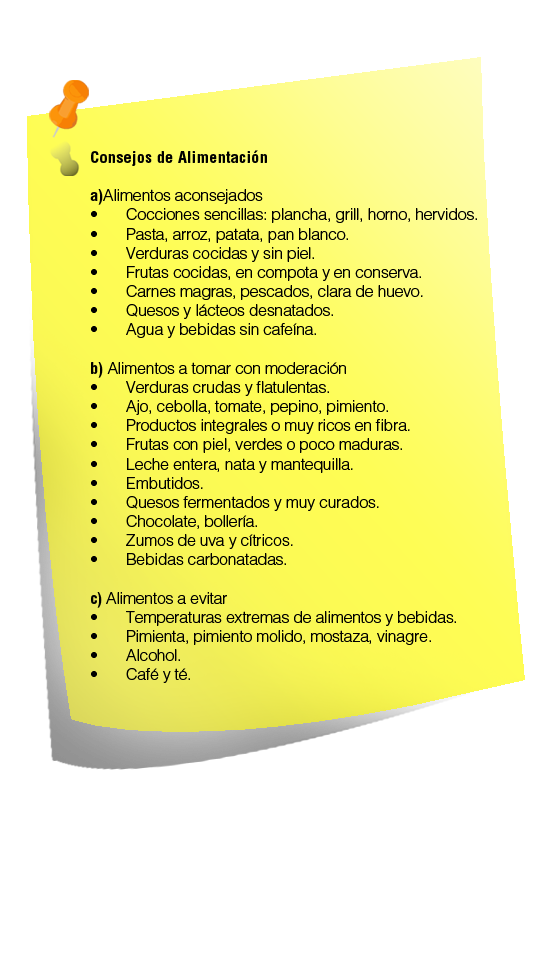 Consejos de Alimentación
a)Alimentos aconsejados
• Cocciones sencillas: plancha, grill, horno, hervidos.
• Pasta, arroz, patata, pan blanco.
• Verduras cocidas y sin piel.
• Frutas cocidas, en compota y en conserva.
• Carnes magras, pescados, clara de huevo.
• Quesos y lácteos desnatados.
• Agua y bebidas sin cafeína.
b) Alimentos a tomar con moderación
• Verduras crudas y flatulentas.
• Ajo, cebolla, tomate, pepino, pimiento.
• Productos integrales o muy ricos en fibra.
• Frutas con piel, verdes o poco maduras.
• Leche entera, nata y mantequilla.
• Embutidos.
• Quesos fermentados y muy curados.
• Chocolate, bollería.
• Zumos de uva y cítricos.
• Bebidas carbonatadas.
c) Alimentos a evitar
• Temperaturas extremas de alimentos y bebidas.
• Pimienta, pimiento molido, mostaza, vinagre.
• Alcohol.
• Café y té.